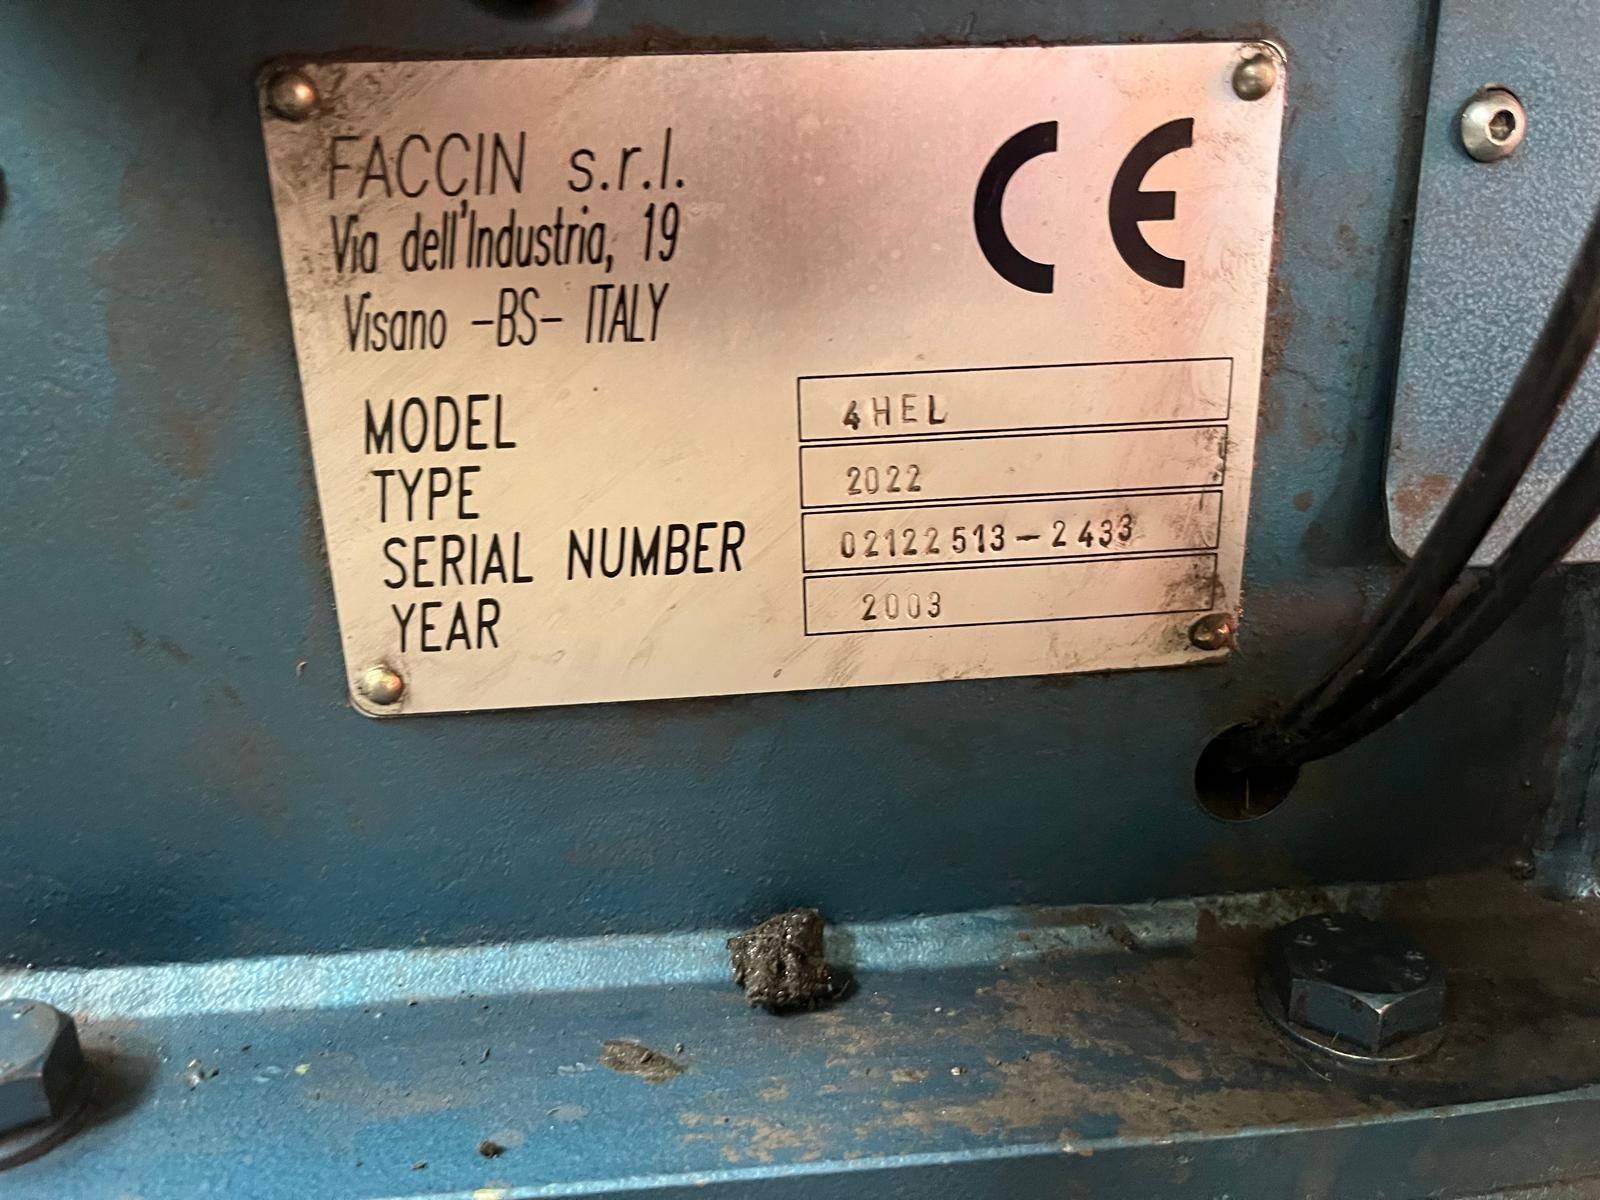 FACCIN s.r.l.
Via dell'Industria, 19
Visano -BS- ITALY
CE
MODEL 4HEL
TYPE 2022
SERIAL NUMBER 02122513-2433
YEAR 2003